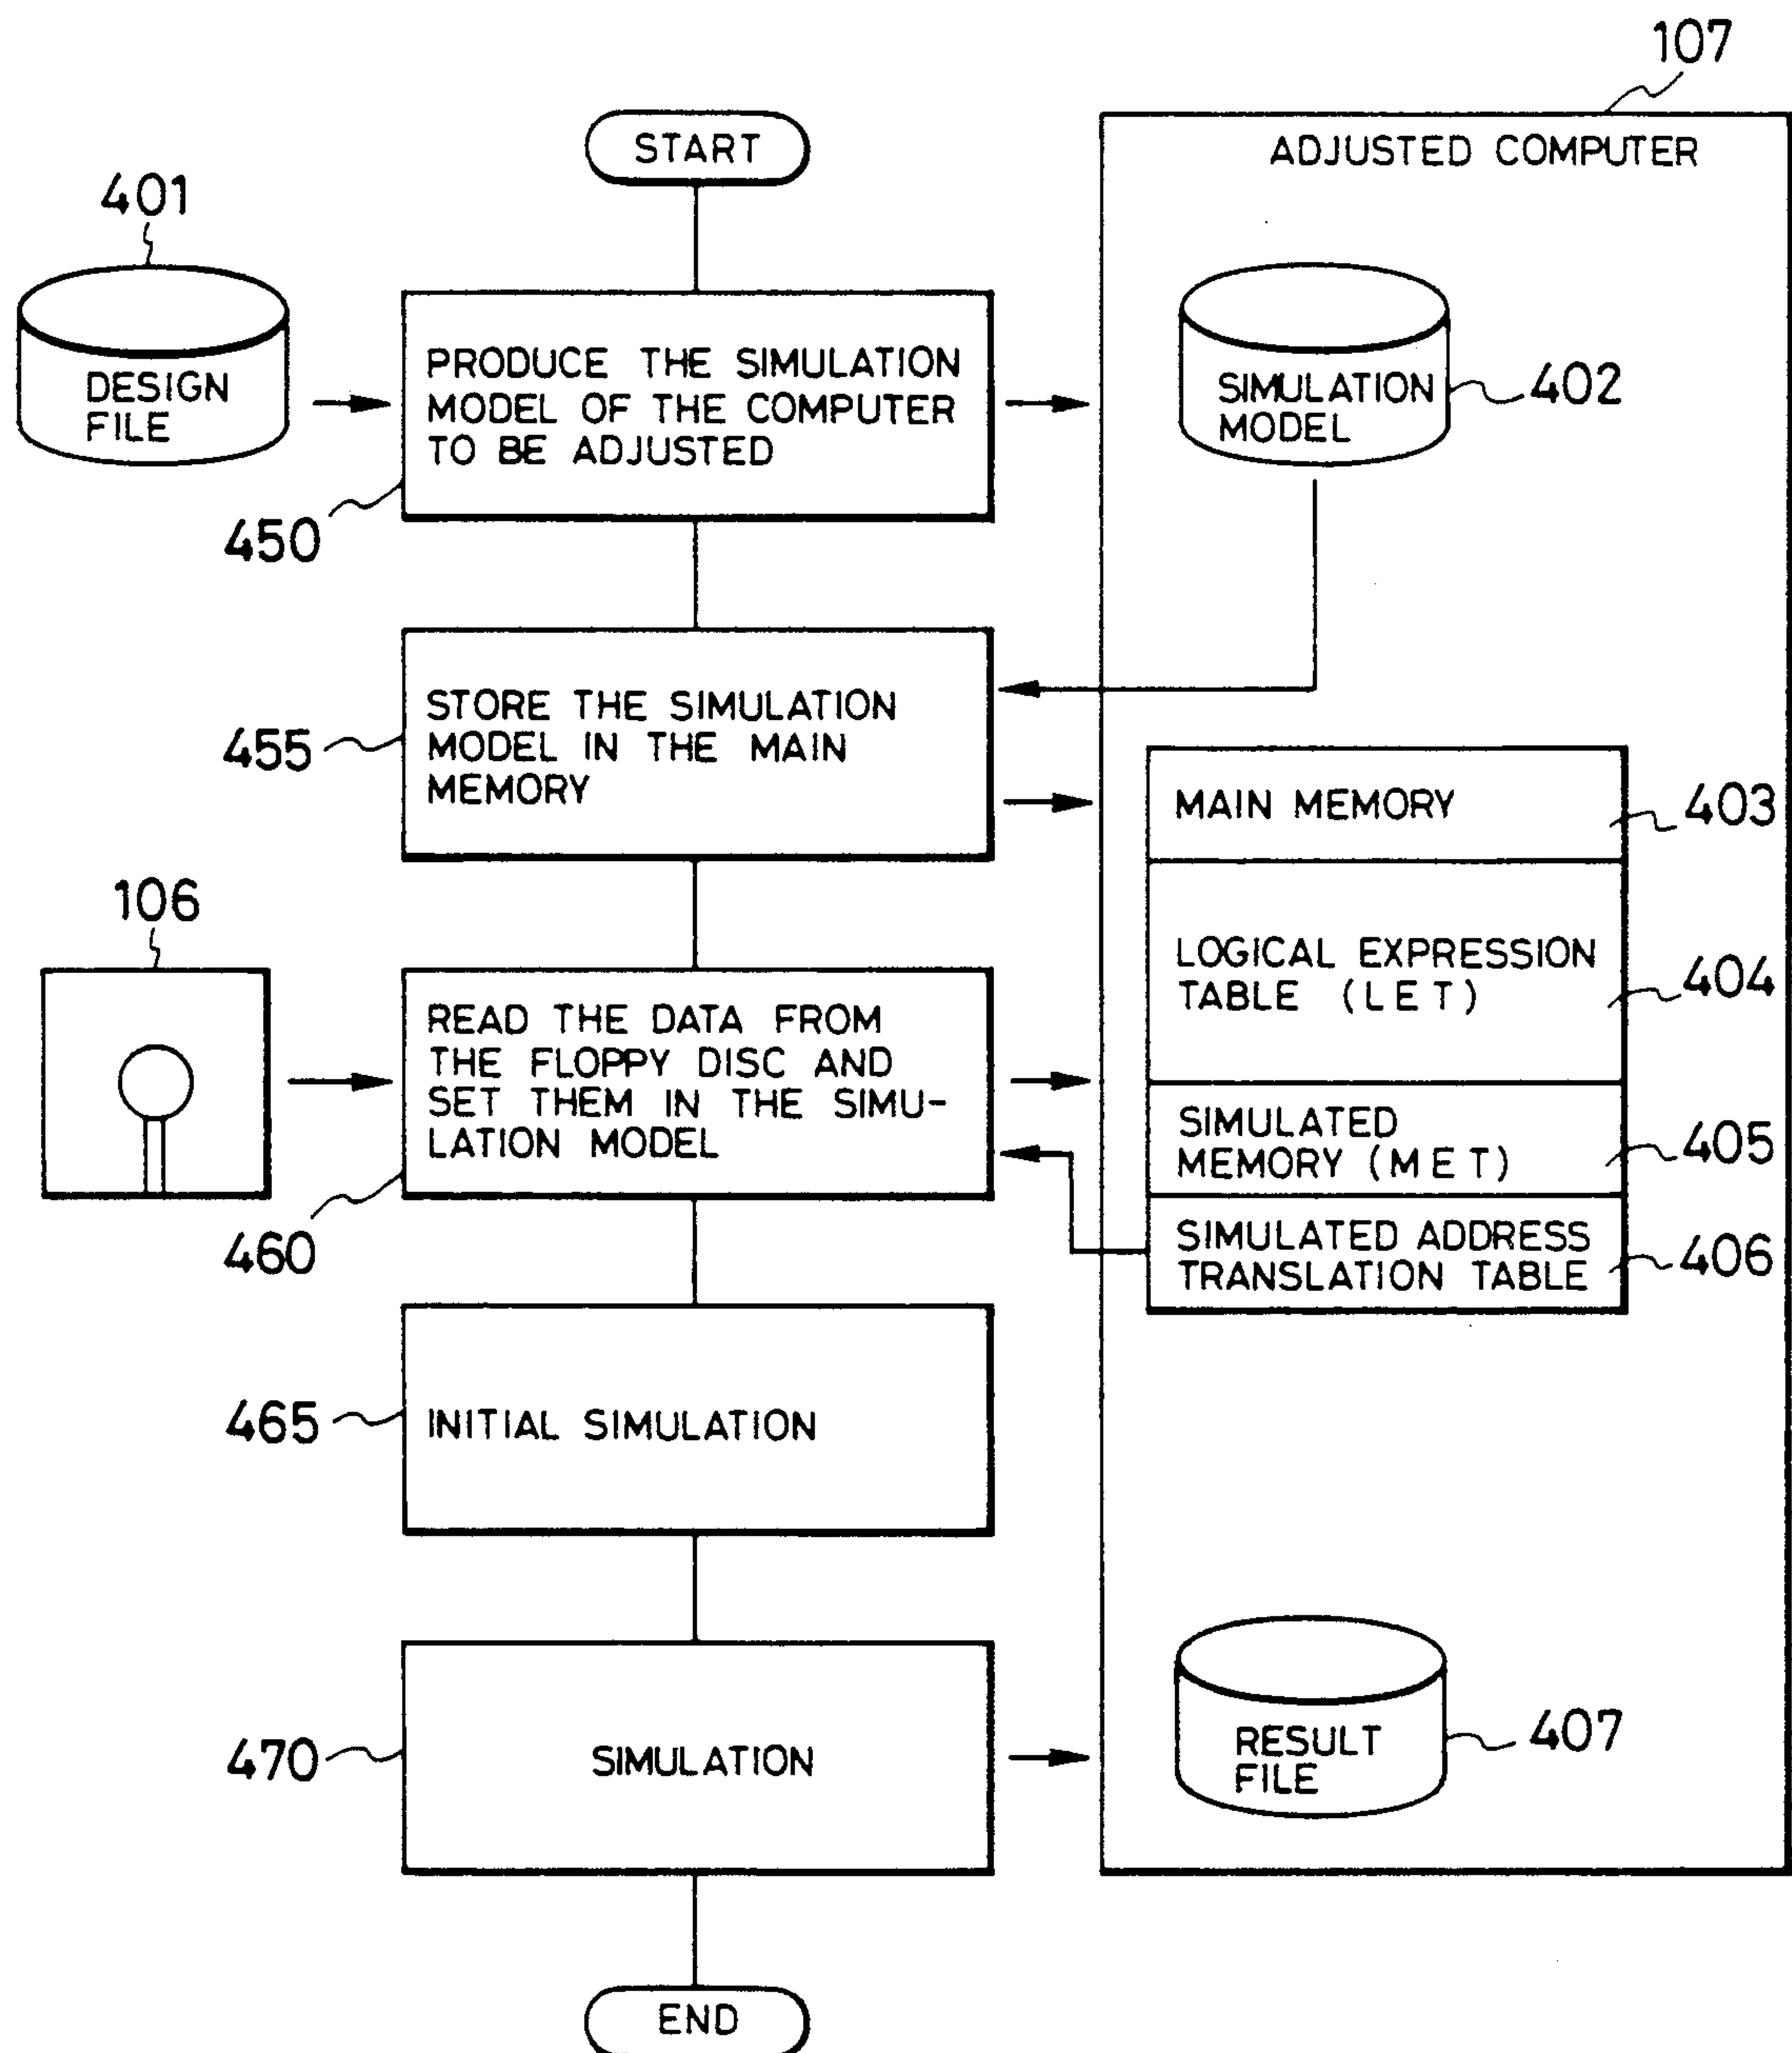 107
START
ADJUSTED COMPUTER
401
DESIGN
FILE
PRODUCE THE SIMULATION
MODEL OF THE COMPUTER
TO BE ADJUSTED
SIMULATION
MODEL
402
450
STORE THE SIMULATION
MODEL IN THE MAIN
MEMORY
455
MAIN MEMORY
403
106
LOGICAL EXPRESSION
TABLE (LET)
404
READ THE DATA FROM
THE FLOPPY DISC AND
SET THEM IN THE SIMU-
LATION MODEL
SIMULATED
MEMORY (MET)
405
460
SIMULATED ADDRESS
TRANSLATION TABLE
406
465
INITIAL SIMULATION
470
SIMULATION
RESULT
FILE
407
END